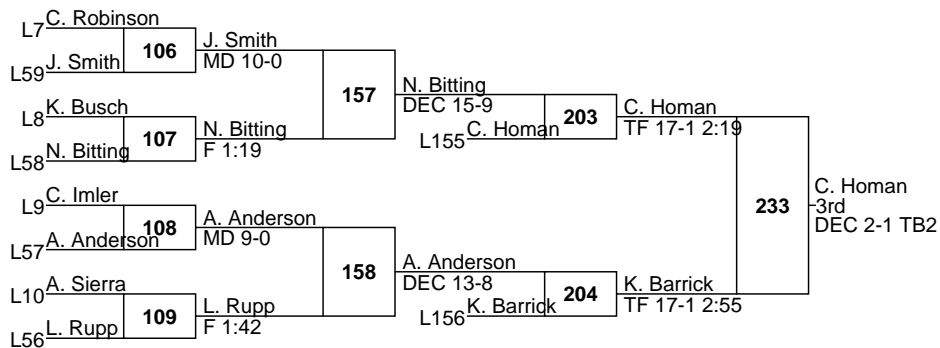 C. Robinson
L7
106
J. Smith
MD 10-0
J. Smith
L59
157
N. Bitting
DEC 15-9
K. Busch
L8
107
N. Bitting
F 1:19
N. Bitting
L58
203
C. Homan
TF 17-1 2:19
C. Homan
L155
C. Imler
L9
108
A. Anderson
MD 9-0
A. Anderson
L57
233
C. Homan
3rd
DEC 2-1 TB2
158
A. Anderson
DEC 13-8
A. Sierra
L10
109
L. Rupp
F 1:42
L. Rupp
L56
204
K. Barrick
TF 17-1 2:55
K. Barrick
L156